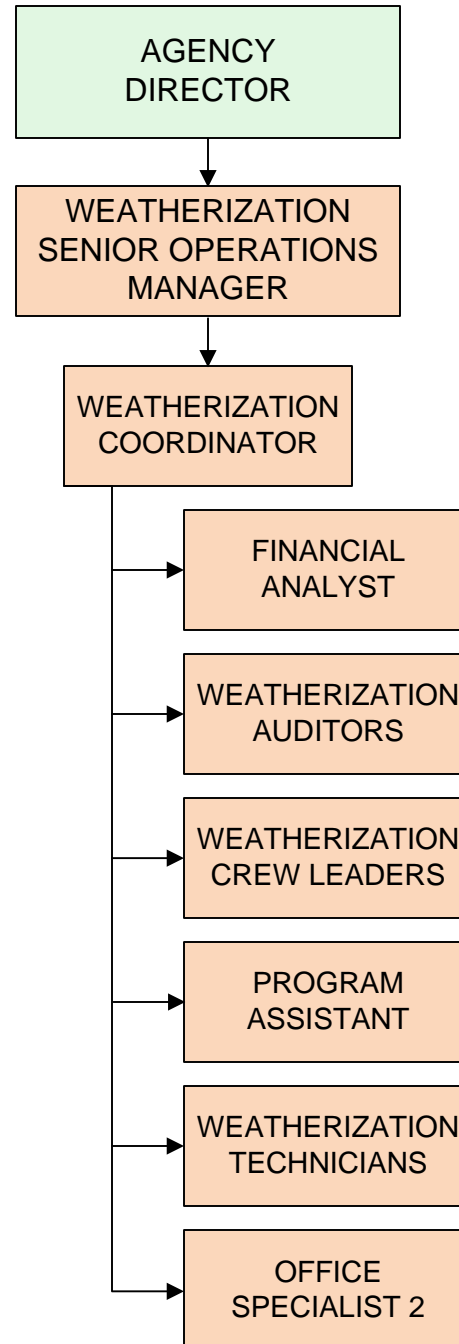 AGENCY
DIRECTOR
WEATHERIZATION
SENIOR OPERATIONS
MANAGER
WEATHERIZATION
COORDINATOR
FINANCIAL
ANALYST
WEATHERIZATION
AUDITORS
WEATHERIZATION
CREW LEADERS
PROGRAM
ASSISTANT
WEATHERIZATION
TECHNICIANS
OFFICE
SPECIALIST 2